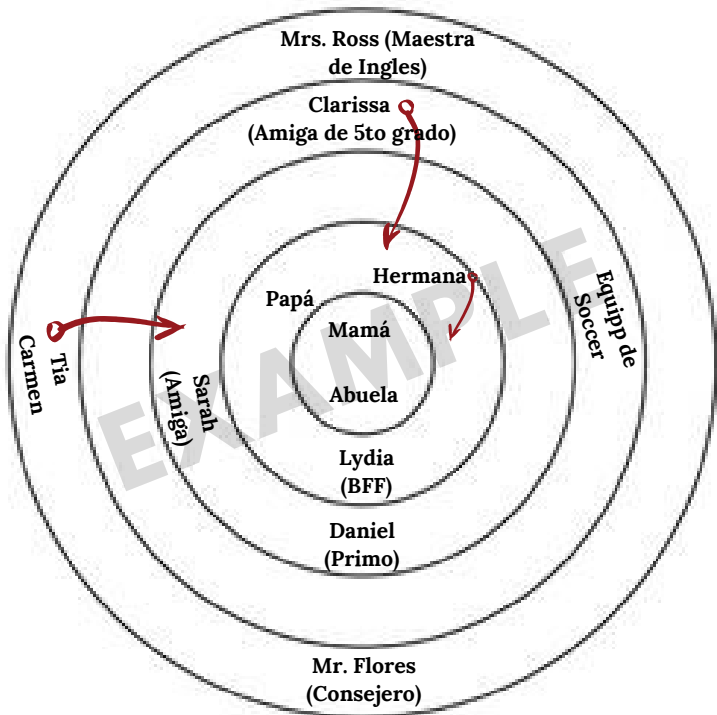 Mrs. Ross (Maestra
de Ingles)
Clarissa
(Amiga de 5to grado)
Hermana
Papá
Equipp de
Soccer
Mamá
Tia
Carmen
Sarah
(Amiga)
Abuela
EXAMPLE
Lydia
(BFF)
Daniel
(Primo)
Mr. Flores
(Consejero)